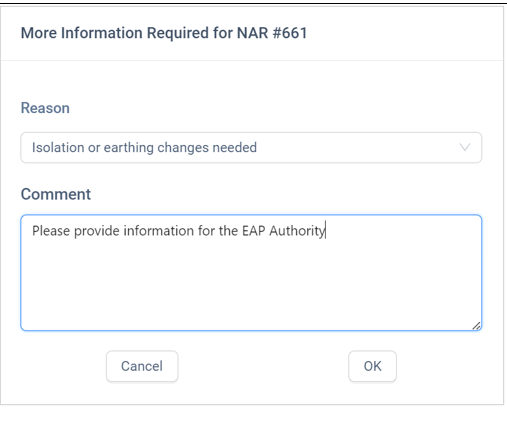 More Information Required for NAR #661
Reason
Isolation or earthing changes needed
Comment
Please provide information for the EAP Authority
Cancel
OK